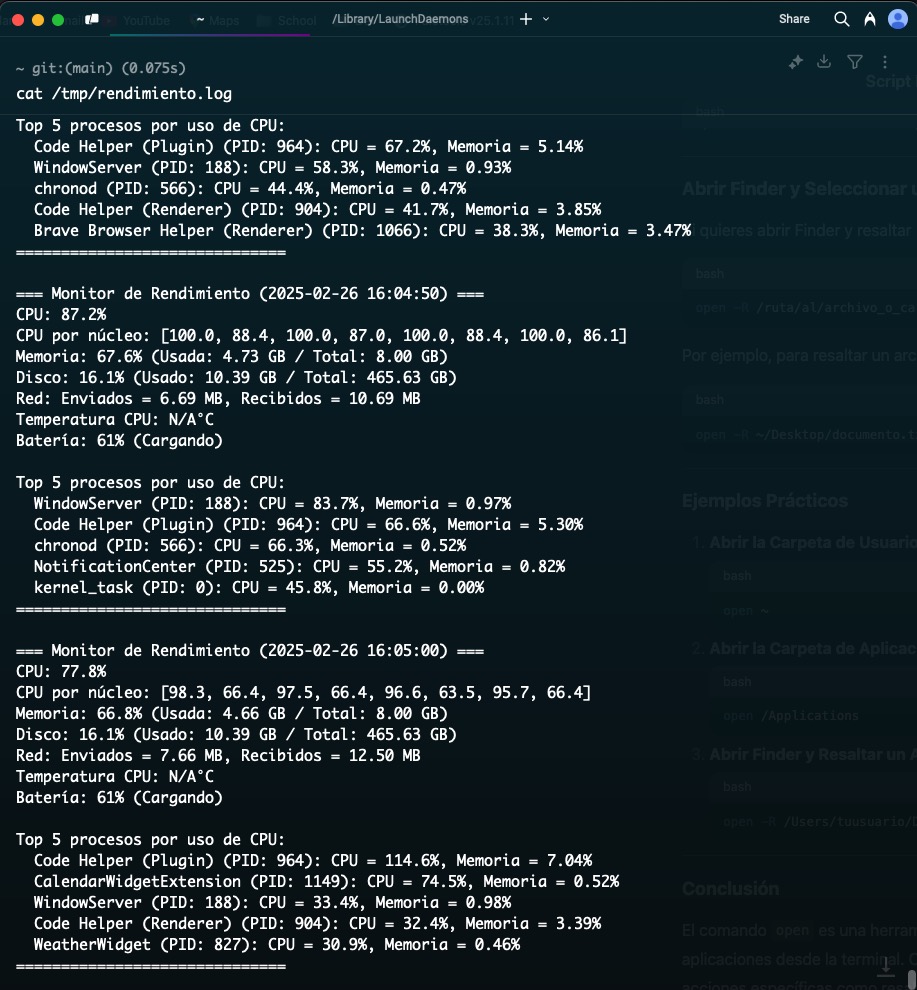 YouTube
~
Maps
School
/Library/LaunchDaemons
v25.1.11
Share
~ git:(main) (0.075s)
cat /tmp/rendimiento.log
Top 5 procesos por uso de CPU:
Code Helper (Plugin) (PID: 964): CPU = 67.2%, Memoria = 5.14%
WindowServer (PID: 188): CPU = 58.3%, Memoria = 0.93%
chronod (PID: 566): CPU = 44.4%, Memoria = 0.47%
Code Helper (Renderer) (PID: 904): CPU = 41.7%, Memoria = 3.85%
Brave Browser Helper (Renderer) (PID: 1066): CPU = 38.3%, Memoria = 3.47%
==============================
=== Monitor de Rendimiento (2025-02-26 16:04:50) ===
CPU: 87.2%
CPU por núcleo: [100.0, 88.4, 100.0, 87.0, 100.0, 88.4, 100.0, 86.1]
Memoria: 67.6% (Usada: 4.73 GB / Total: 8.00 GB)
Disco: 16.1% (Usado: 10.39 GB / Total: 465.63 GB)
Red: Enviados = 6.69 MB, Recibidos = 10.69 MB
Temperatura CPU: N/A°C
Batería: 61% (Cargando)
Top 5 procesos por uso de CPU:
WindowServer (PID: 188): CPU = 83.7%, Memoria = 0.97%
Code Helper (Plugin) (PID: 964): CPU = 66.6%, Memoria = 5.30%
chronod (PID: 566): CPU = 66.3%, Memoria = 0.52%
NotificationCenter (PID: 525): CPU = 55.2%, Memoria = 0.82%
kernel_task (PID: 0): CPU = 45.8%, Memoria = 0.00%
==============================
=== Monitor de Rendimiento (2025-02-26 16:05:00) ===
CPU: 77.8%
CPU por núcleo: [98.3, 66.4, 97.5, 66.4, 96.6, 63.5, 95.7, 66.4]
Memoria: 66.8% (Usada: 4.66 GB / Total: 8.00 GB)
Disco: 16.1% (Usado: 10.39 GB / Total: 465.63 GB)
Red: Enviados = 7.66 MB, Recibidos = 12.50 MB
Temperatura CPU: N/A°C
Batería: 61% (Cargando)
Top 5 procesos por uso de CPU:
Code Helper (Plugin) (PID: 964): CPU = 114.6%, Memoria = 7.04%
CalendarWidgetExtension (PID: 1149): CPU = 74.5%, Memoria = 0.52%
WindowServer (PID: 188): CPU = 33.4%, Memoria = 0.98%
Code Helper (Renderer) (PID: 904): CPU = 32.4%, Memoria = 3.39%
WeatherWidget (PID: 827): CPU = 30.9%, Memoria = 0.46%
==============================
Script
bash
Abrir Finder y Seleccionar
quieres abrir Finder y resaltar
bash
open -R /ruta/al/archivo_o_ca
Por ejemplo, para resaltar un arc
bash
open -R ~/Desktop/documento.t
Ejemplos Prácticos
1. Abrir la Carpeta de Usuario
bash
open ~
2. Abrir la Carpeta de Aplicac
bash
open /Applications
3. Abrir Finder y Resaltar un A
bash
open -R /Users/tuusuario/
Conclusión
El comando open es una herram
aplicaciones desde la terminal.
acciones específicas como